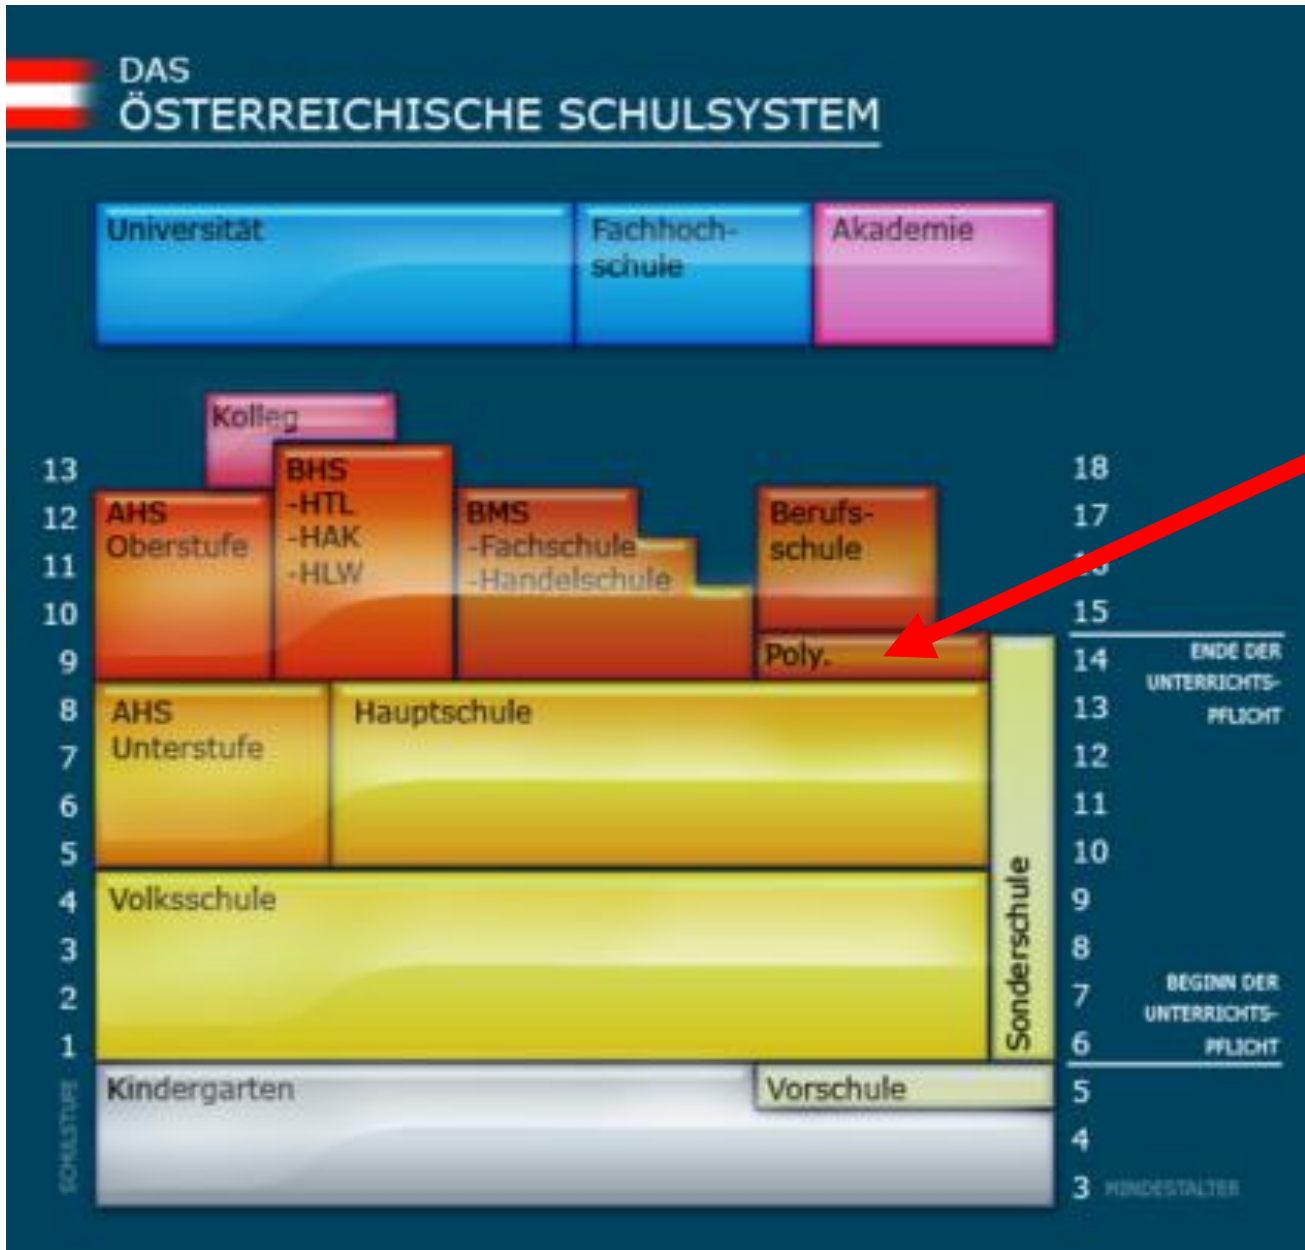 DAS
ÖSTERREICHISCHE SCHULSYSTEM
Universität
Fachhoch-
schule
Akademie
Kolleg
AHS
Oberstufe
BHS
-HTL
-HAK
-HLW
BMS
-Fachschule
-Handelschule
Berufs-
schule
Poly.
AHS
Unterstufe
Hauptschule
Volksschule
Sonderschule
Kindergarten
Vorschule
13
12
11
10
9
8
7
6
5
4
3
2
1
SCHULSTUFE
18
17
15
14
13
12
11
10
9
8
7
6
5
4
3 MINDESTALTER
ENDE DER
UNTERRICHTS-
PFLICHT
BEGINN DER
UNTERRICHTS-
PFLICHT